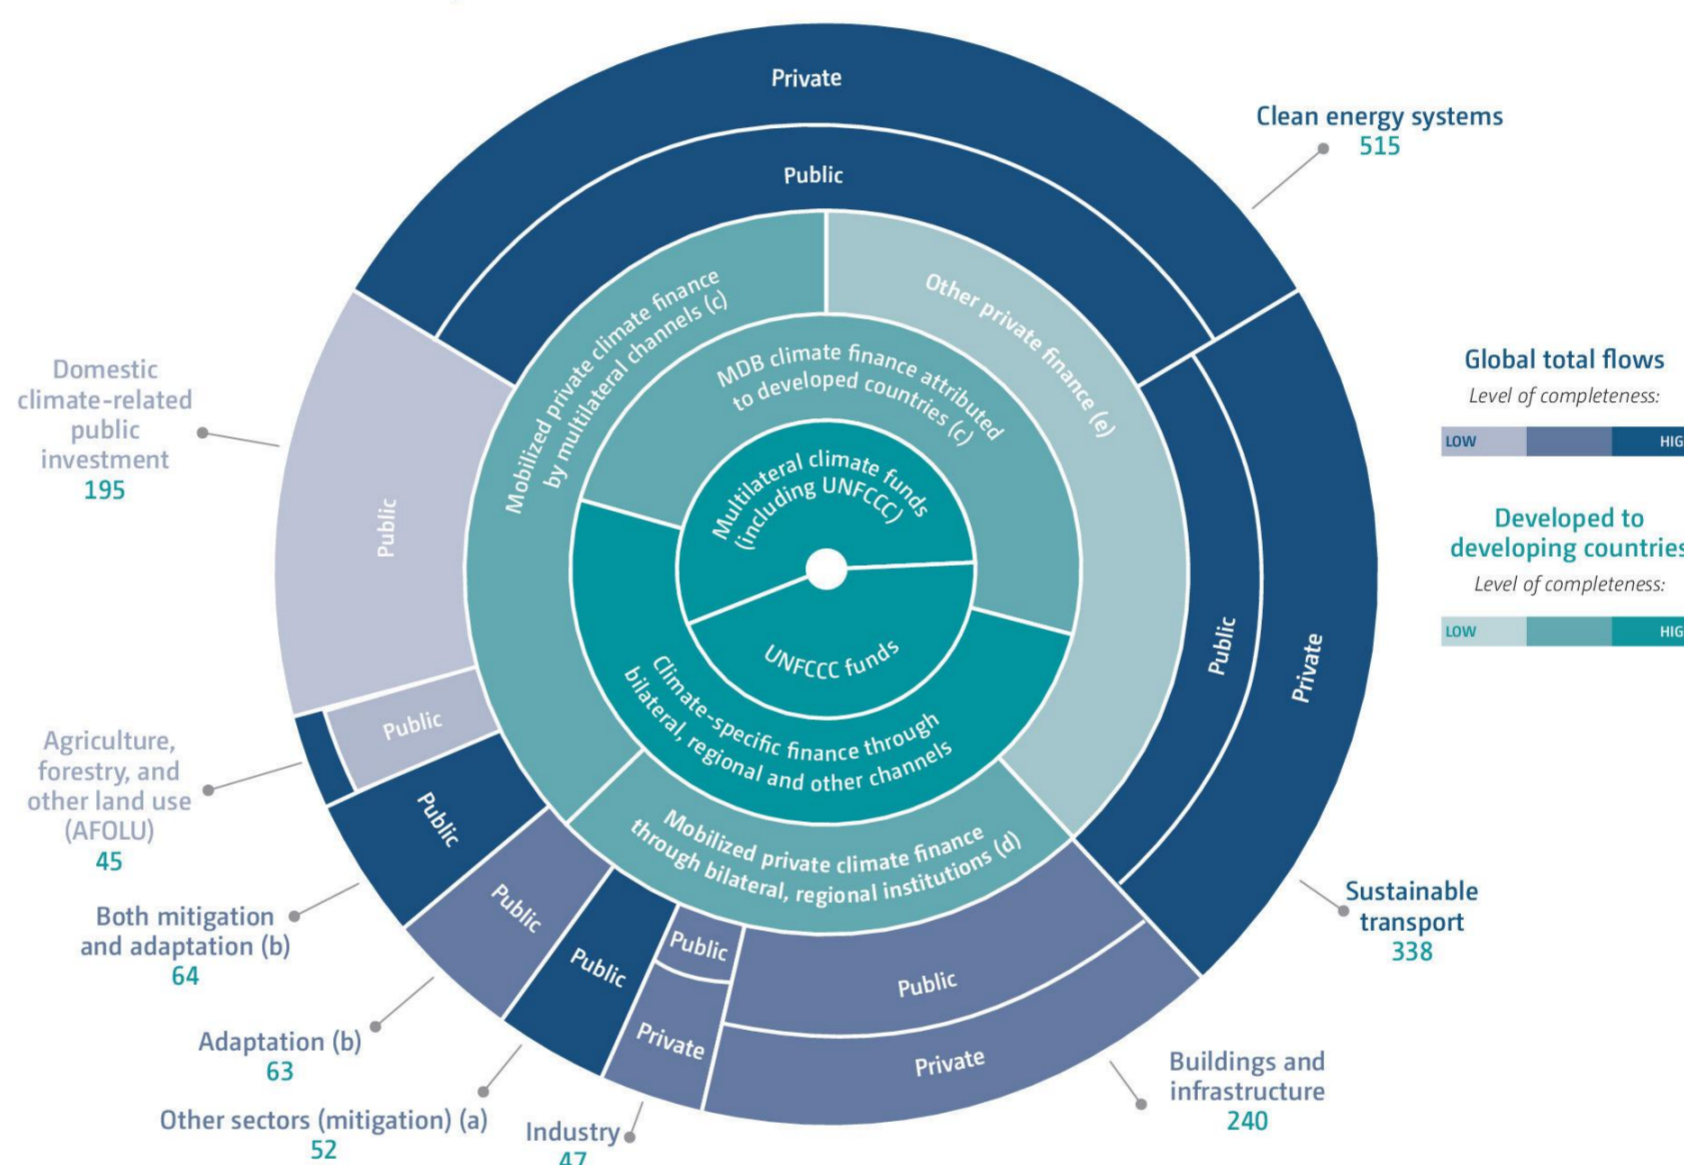 Private
Public
Clean energy systems
515
Mobilized private climate finance
by multilateral channels (c)
Other private finance (e)
MDB climate finance attributed
to developed countries (c)
Multilateral climate funds
(including UNFCCC)
UNFCCC funds
Climate-specific finance through
bilateral, regional and other channels
Mobilized private climate finance
through bilateral, regional institutions (d)
Domestic
climate-related
public
investment
195
Public
Public
Private
Global total flows
Level of completeness:
LOW
HIG
Developed to
developing countries
Level of completeness:
LOW
HIG
Agriculture,
forestry, and
other land use
(AFOLU)
45
Public
Both mitigation
and adaptation (b)
64
Public
Adaptation (b)
63
Public
Other sectors (mitigation) (a)
52
Public
Industry
47
Public
Private
Public
Private
Buildings and
infrastructure
240
Sustainable
transport
338